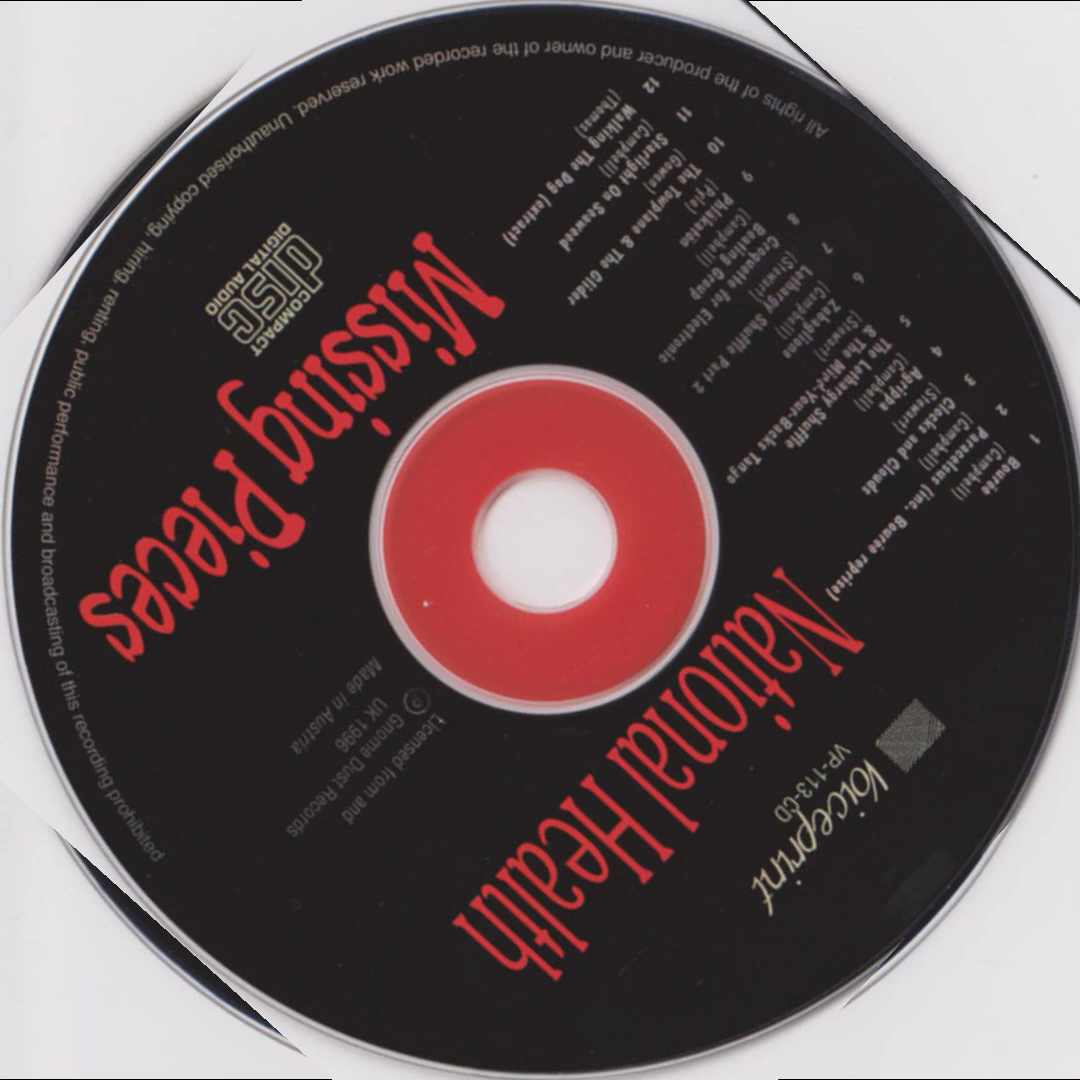 National Health
Missing Pieces
Voiceprint
VP-113-CD
COMPACT
disc
DIGITAL AUDIO
1 Bourée
(Campbell)
2 Paracelsus (inc. Bourée reprise)
(Campbell)
3 Clocks and Clouds
(Stewart)
4 Agrippa
(Campbell)
5 The Lethargy Shuffle
& The Mind-Your-Backs Tango
(Stewart)
6 Zabaglione
(Campbell)
7 Lethargy Shuffle Part 2
(Stewart)
8 Croquette for Electronic
Beating Group
(Campbell)
9 Phlâkatön
(Pyle)
10 The Towplane & The Glider
(Gowen)
11 Starlight On Seaweed
(Campbell)
12 Walking The Dog (extract)
(Thomas)
Licensed from and
℗ Gnome Dust Records
UK 1996
Made in Austria
All rights of the producer and owner of the recorded work reserved. Unauthorised copying, hiring, renting, public performance and broadcasting of this recording prohibited